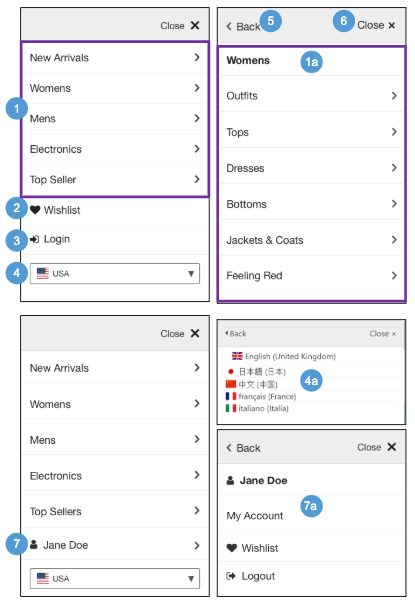 Close ✕
New Arrivals
Womens
1
Mens
Electronics
Top Seller
2 Wishlist
3 Login
4 USA
< Back 5 6 Close ×
Womens 1a
Outfits
Tops
Dresses
Bottoms
Jackets & Coats
Feeling Red
Close ✕
New Arrivals
Womens
Mens
Electronics
Top Sellers
7 Jane Doe
USA
Back Close ×
English (United Kingdom)
日本語 (日本)
4a
中文 (中国)
français (France)
italiano (Italia)
< Back Close ✕
Jane Doe
7a
My Account
Wishlist
Logout